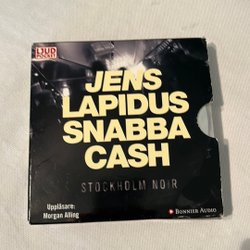 LJUD
POCKET
JENS
LAPIDUS
SNABBA
CASH
STOCKHOLM NOIR
Uppläsare:
Morgan Alling
BONNIER AUDIO